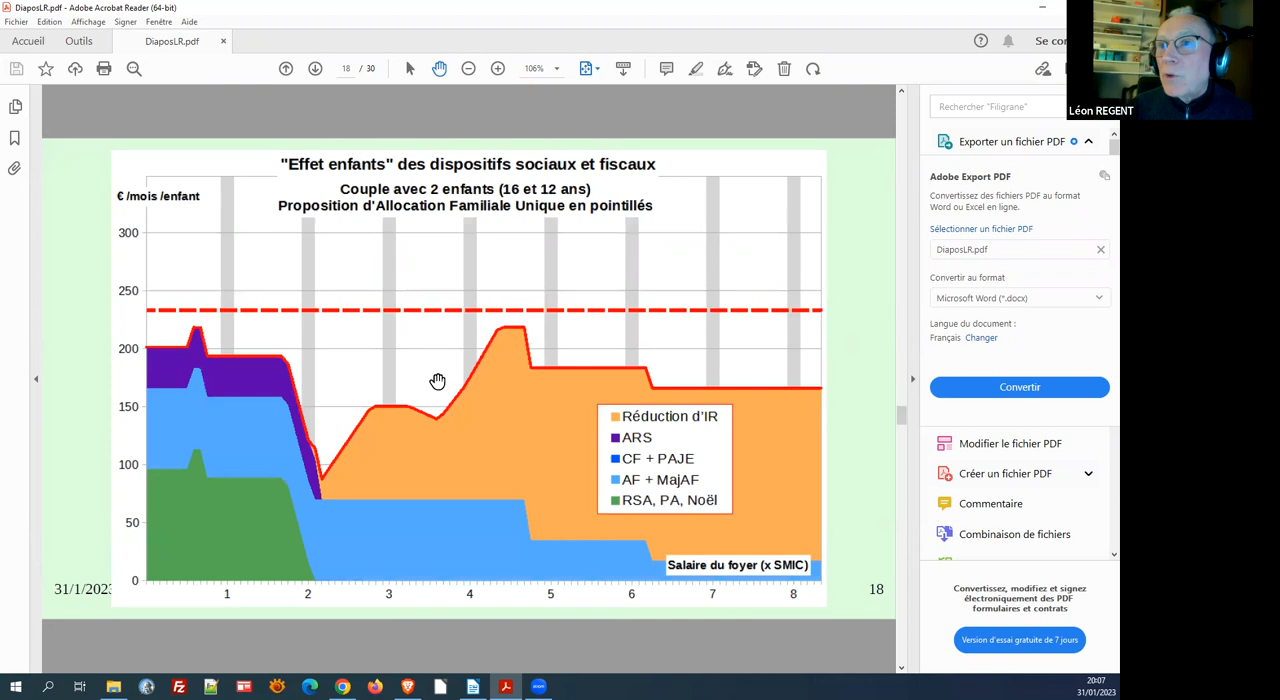 DiaposLR.pdf - Adobe Acrobat Reader (64-bit)
Fichier Edition Affichage Signer Fenêtre Aide
Accueil Outils DiaposLR.pdf × Se con
18 / 30 106%
Léon REGENT
"Effet enfants" des dispositifs sociaux et fiscaux
Couple avec 2 enfants (16 et 12 ans)
Proposition d'Allocation Familiale Unique en pointillés
€ /mois /enfant
300
250
200
150
100
50
0
Réduction d'IR
ARS
CF + PAJE
AF + MajAF
RSA, PA, Noël
Salaire du foyer (x SMIC)
1 2 3 4 5 6 7 8
31/1/2023
18
Rechercher "Filigrane"
Exporter un fichier PDF
Adobe Export PDF
Convertissez des fichiers PDF au format
Word ou Excel en ligne.
Sélectionner un fichier PDF
DiaposLR.pdf
Convertir au format
Microsoft Word (*.docx)
Langue du document :
Français Changer
Convertir
Modifier le fichier PDF
Créer un fichier PDF
Commentaire
Combinaison de fichiers
Convertissez, modifiez et signez
électroniquement des PDF
formulaires et contrats
Version d'essai gratuite de 7 jours
20:07
31/01/2023